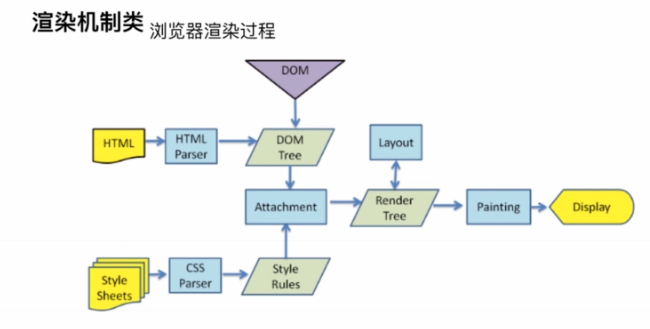 渲染机制类 浏览器渲染过程
DOM
HTML
HTML
Parser
DOM
Tree
Layout
Attachment
Render
Tree
Painting
Display
Style
Sheets
CSS
Parser
Style
Rules